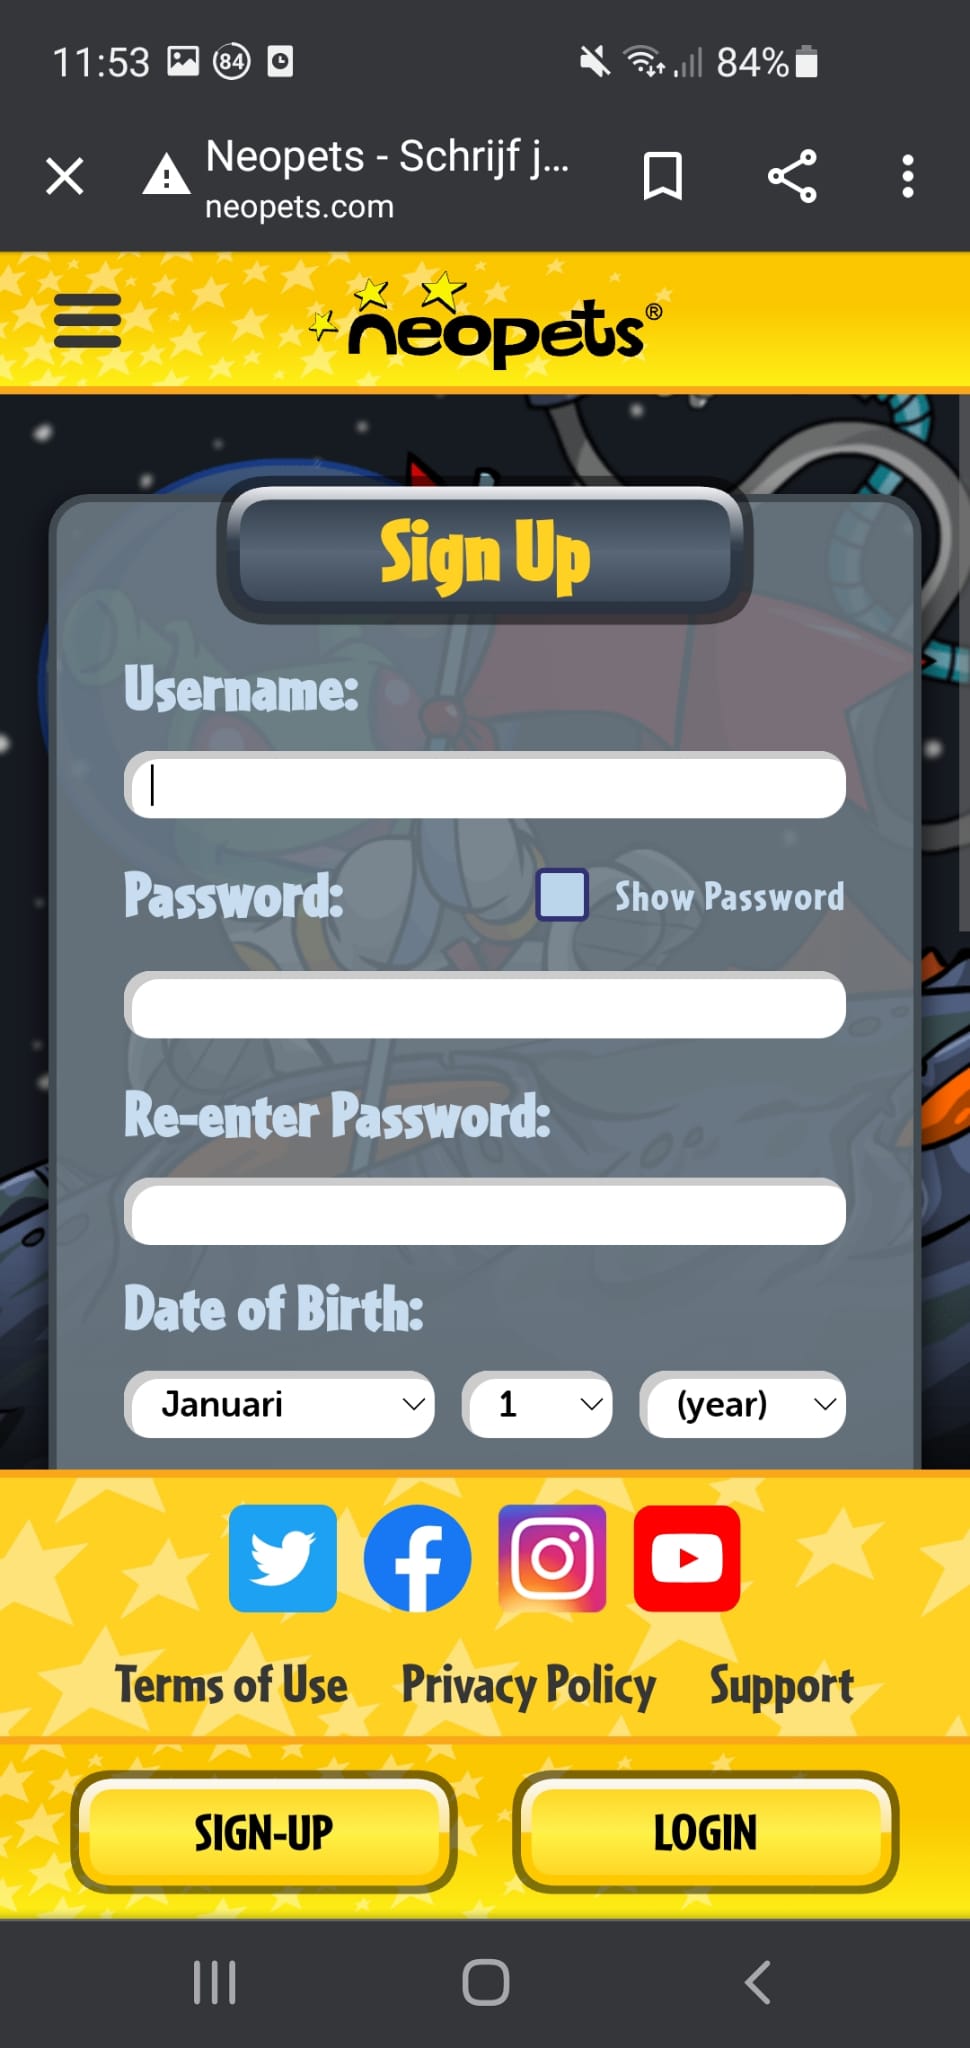 11:53 84 84%
Neopets - Schrijf j...
neopets.com
neopets®
Sign Up
Username:
Password: Show Password
Re-enter Password:
Date of Birth:
Januari 1 (year)
Terms of Use Privacy Policy Support
SIGN-UP LOGIN